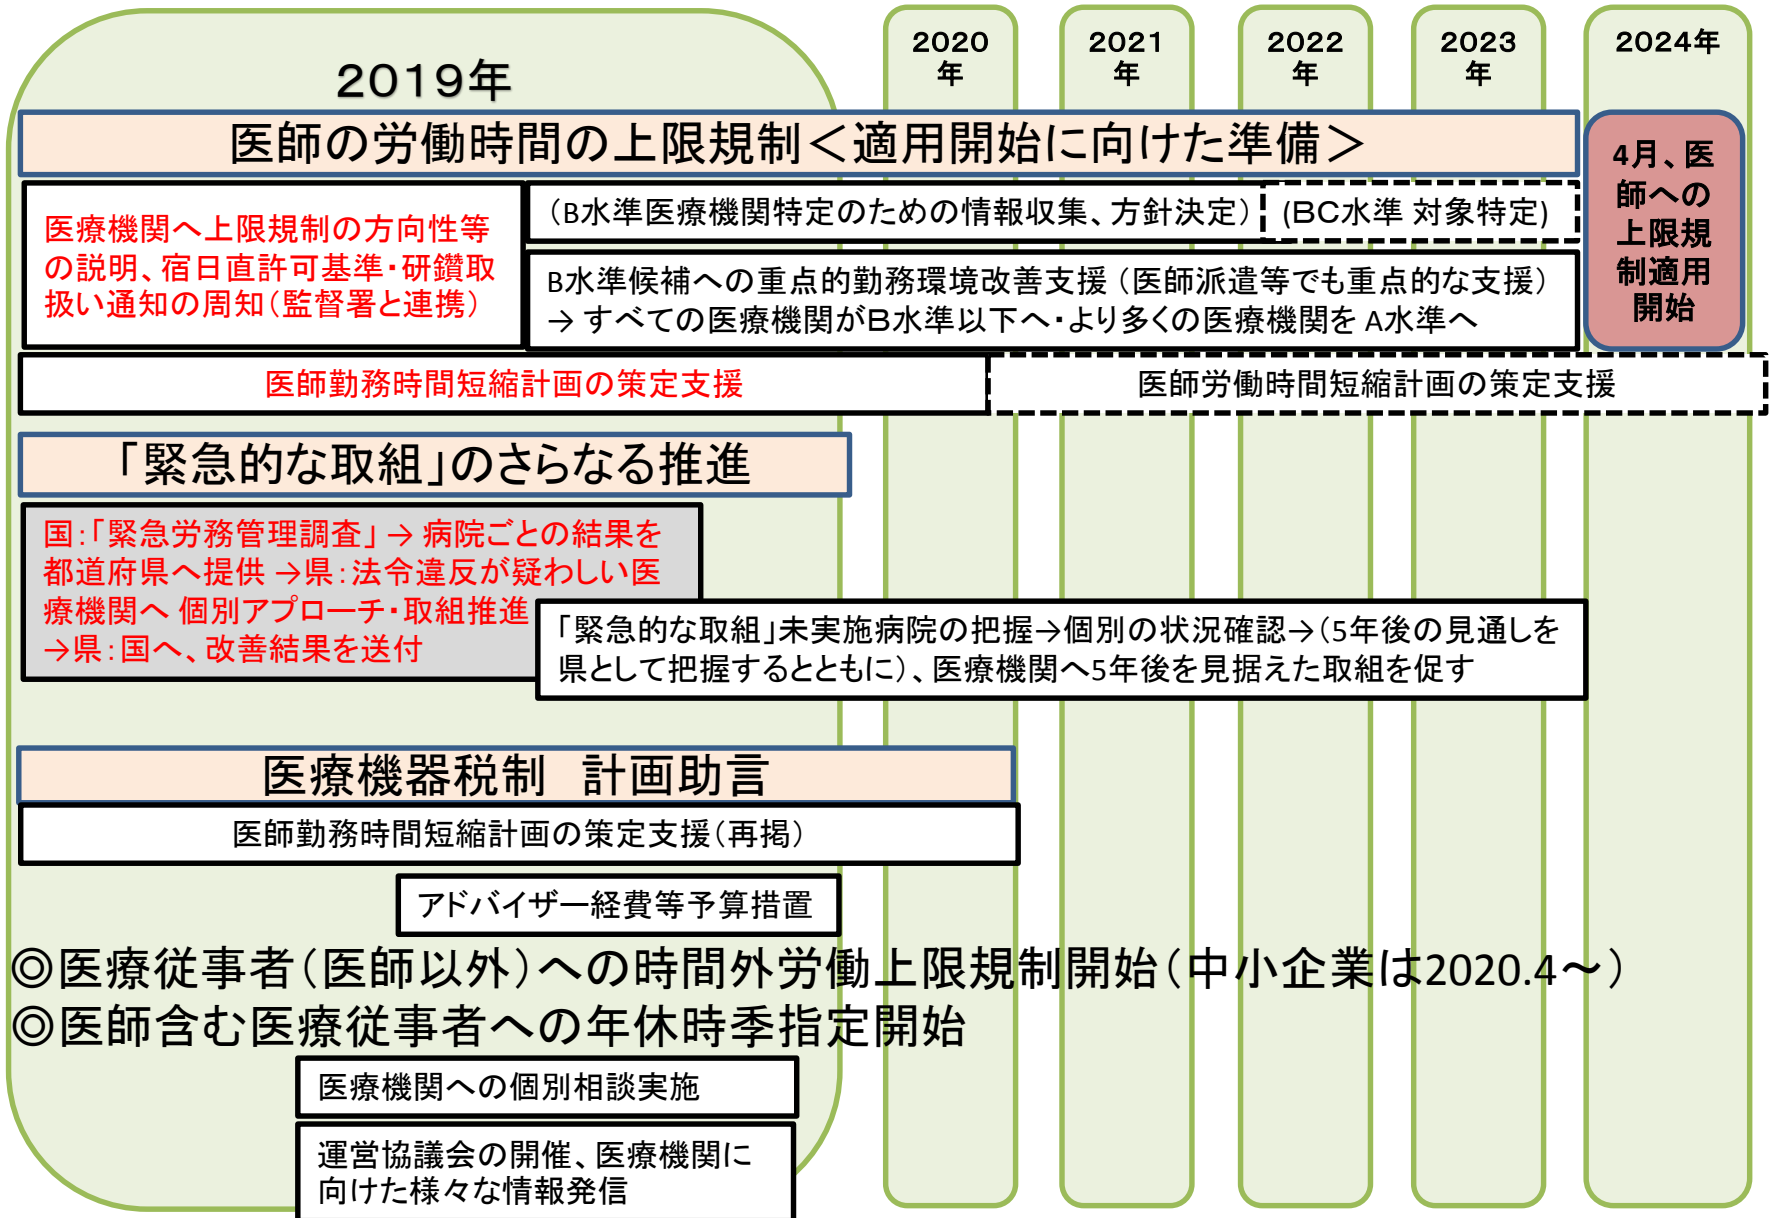 2019年
2020
年
2021
年
2022
年
2023
年
2024年
医師の労働時間の上限規制＜適用開始に向けた準備＞
4月、医
師への
上限規
制適用
開始
医療機関へ上限規制の方向性等
の説明、宿日直許可基準・研鑽取
扱い通知の周知（監督署と連携）
（B水準医療機関特定のための情報収集、方針決定）
(BC水準 対象特定)
B水準候補への重点的勤務環境改善支援（医師派遣等でも重点的な支援）
→ すべての医療機関がB水準以下へ・より多くの医療機関を A水準へ
医師勤務時間短縮計画の策定支援
医師労働時間短縮計画の策定支援
「緊急的な取組」のさらなる推進
国：「緊急労務管理調査」→ 病院ごとの結果を
都道府県へ提供 →県：法令違反が疑わしい医
療機関へ 個別アプローチ・取組推進
→県：国へ、改善結果を送付
「緊急的な取組」未実施病院の把握→個別の状況確認→（5年後の見通しを
県として把握するとともに）、医療機関へ5年後を見据えた取組を促す
医療機器税制　計画助言
医師勤務時間短縮計画の策定支援（再掲）
アドバイザー経費等予算措置
◎医療従事者（医師以外）への時間外労働上限規制開始（中小企業は2020.4～）
◎医師含む医療従事者への年休時季指定開始
医療機関への個別相談実施
運営協議会の開催、医療機関に
向けた様々な情報発信